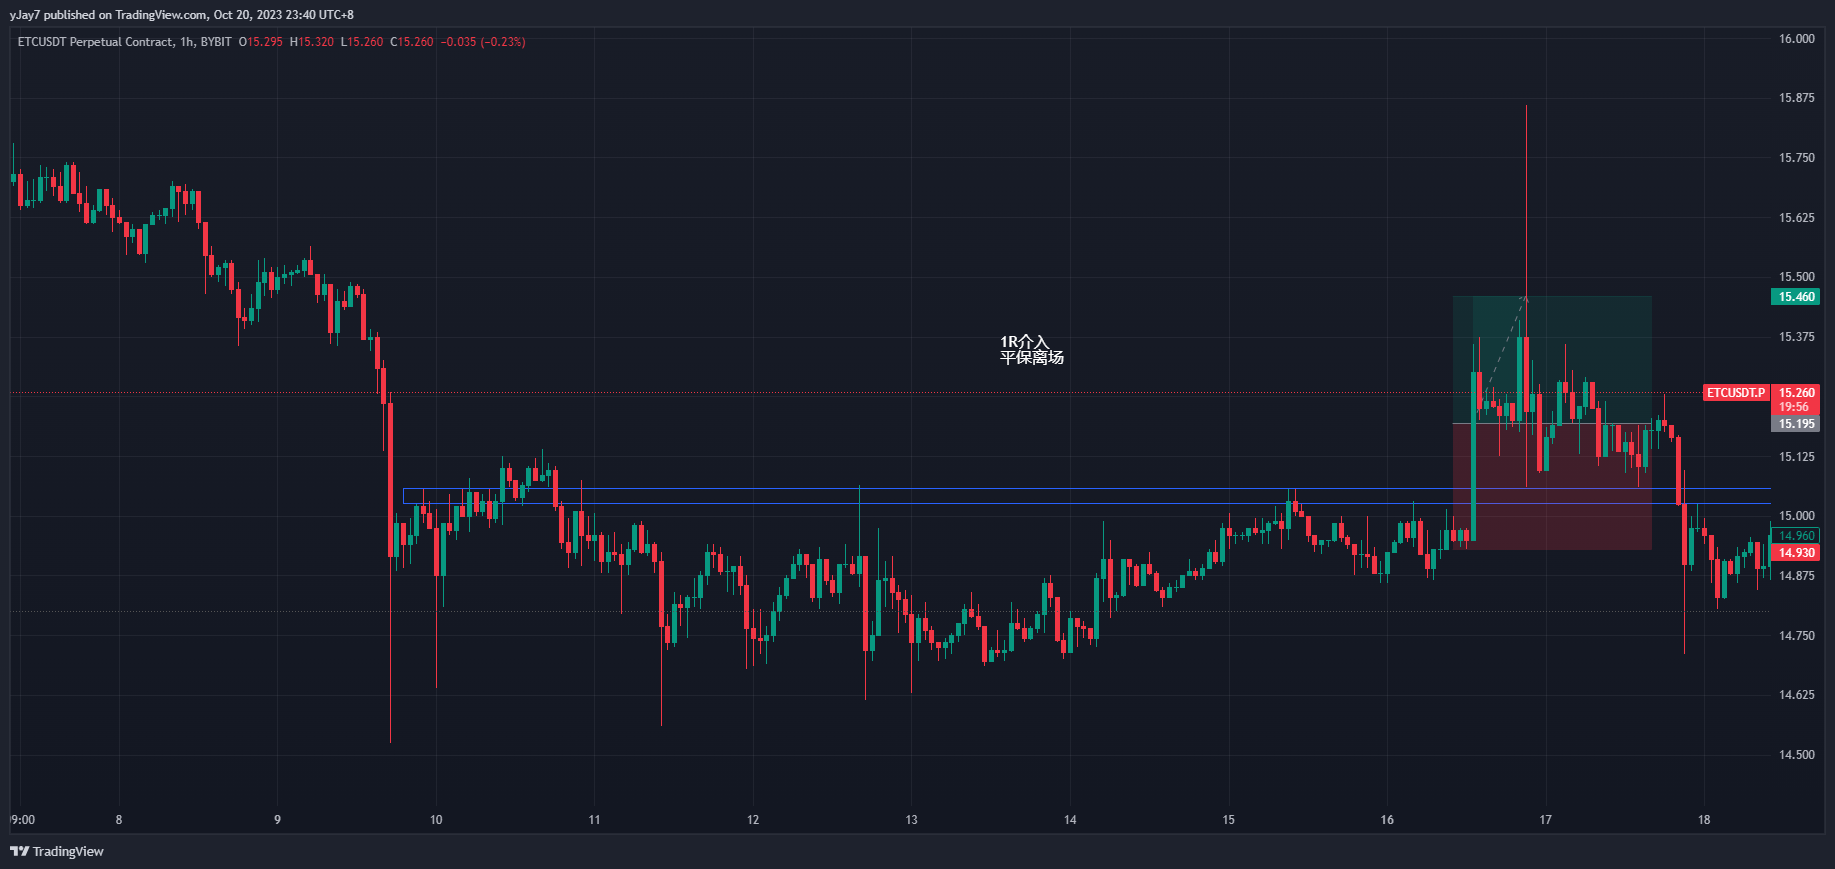 yJay7 published on TradingView.com, Oct 20, 2023 23:40 UTC+8
ETCUSDT Perpetual Contract, 1h, BYBIT O15.295 H15.320 L15.260 C15.260 −0.035 (−0.23%)
16.000
15.875
15.750
15.625
15.500
15.460
15.375
1R介入
平保离场
ETCUSDT.P 15.260
19:56
15.195
15.125
15.000
14.960
14.930
14.875
14.750
14.625
14.500
9:00 8 9 10 11 12 13 14 15 16 17 18
TradingView